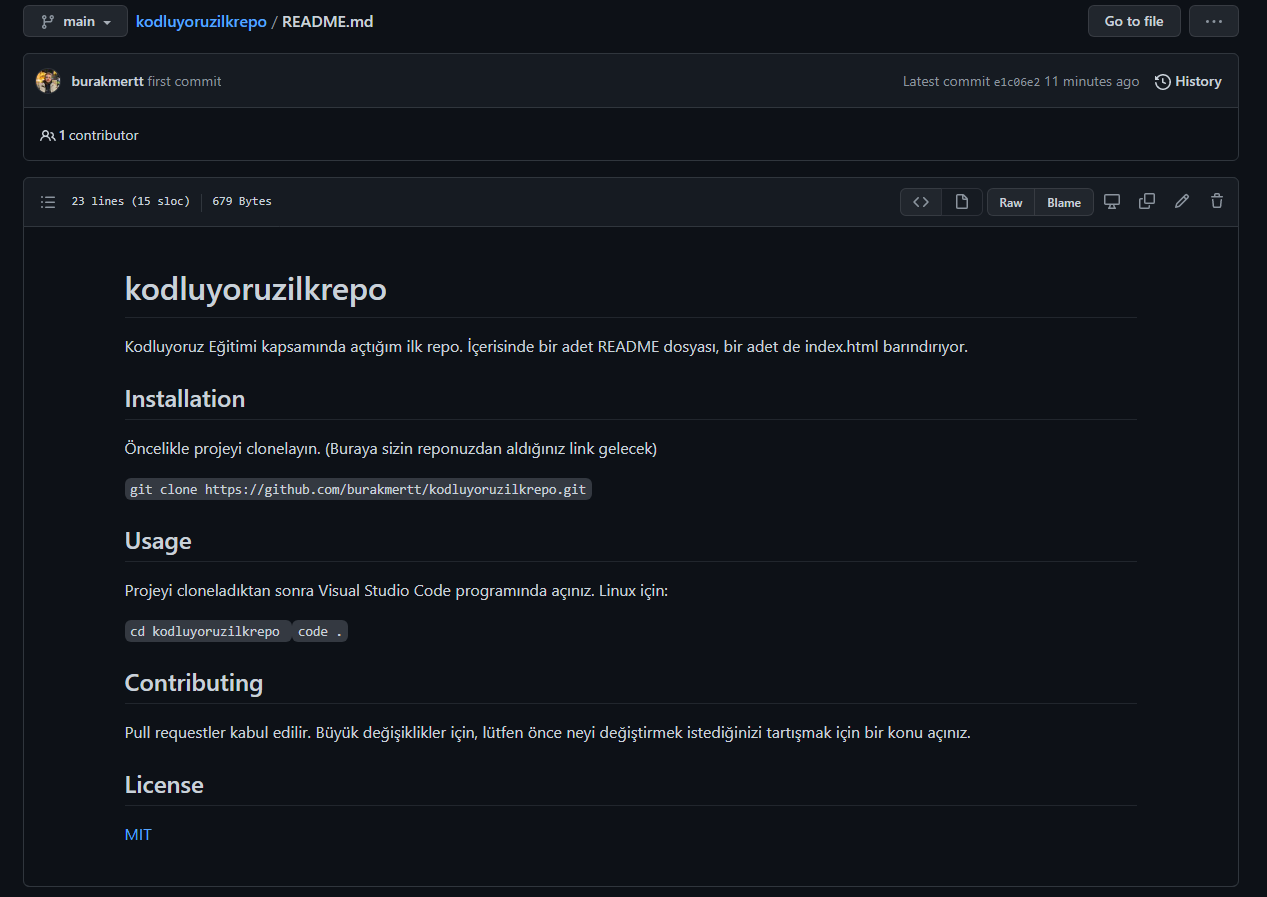 main
kodluyoruzilkrepo / README.md
Go to file
...
burakmertt first commit
Latest commit e1c06e2 11 minutes ago
History
1 contributor
23 lines (15 sloc)
679 Bytes
<>
Raw
Blame
kodluyoruzilkrepo
Kodluyoruz Eğitimi kapsamında açtığım ilk repo. İçerisinde bir adet README dosyası, bir adet de index.html barındırıyor.
Installation
Öncelikle projeyi clonelayın. (Buraya sizin reponuzdan aldığınız link gelecek)
git clone https://github.com/burakmertt/kodluyoruzilkrepo.git
Usage
Projeyi cloneladıktan sonra Visual Studio Code programında açınız. Linux için:
cd kodluyoruzilkrepo code .
Contributing
Pull requestler kabul edilir. Büyük değişiklikler için, lütfen önce neyi değiştirmek istediğinizi tartışmak için bir konu açınız.
License
MIT